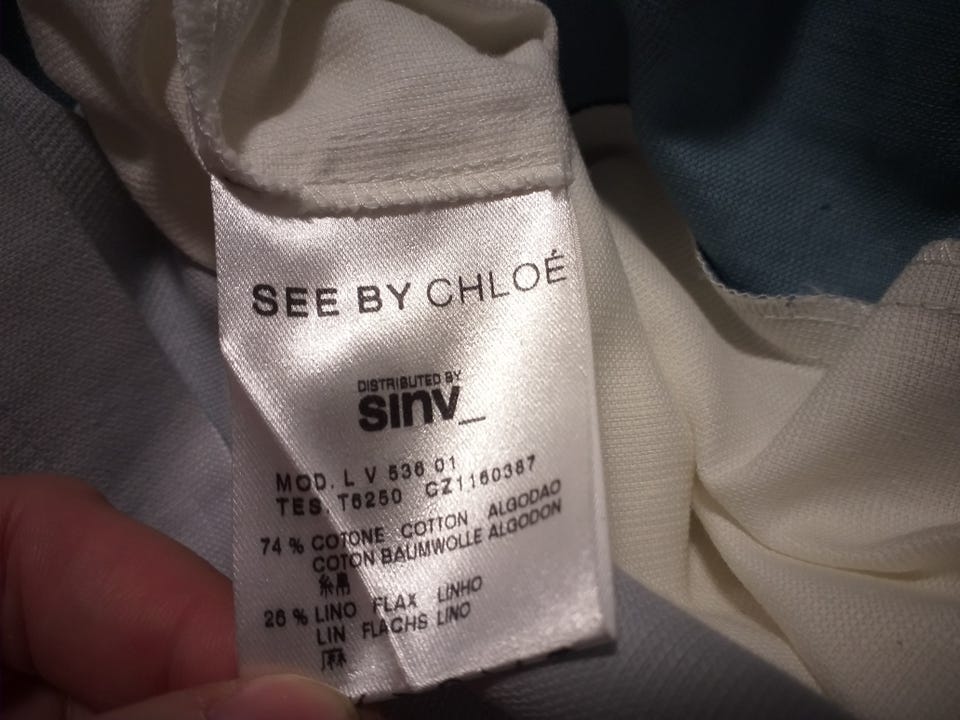 SEE BY CHLOÉ
DISTRIBUTED BY
sinv_
MOD. L V 536 01
TES. T6250 CZ1160387
74 % COTONE COTTON ALGODAO
COTON BAUMWOLLE ALGODON
綿
26 % LINO FLAX LINHO
LIN FLACHS LINO
麻